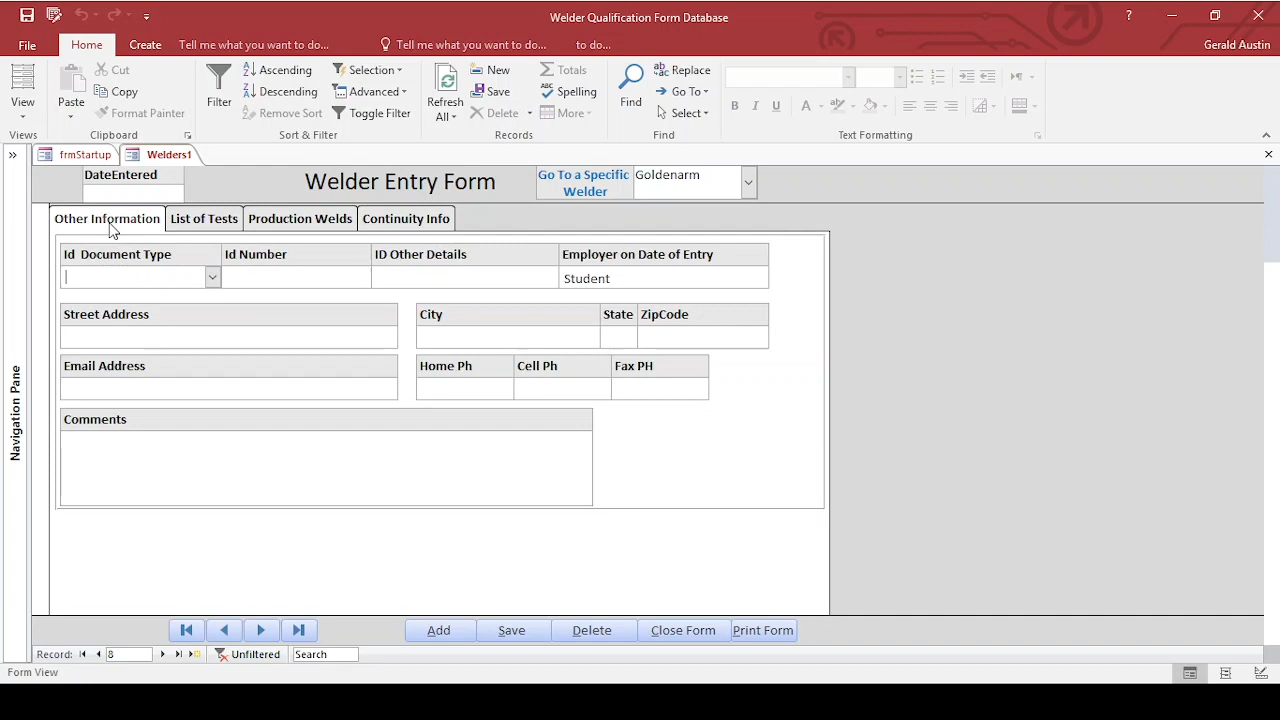 Welder Qualification Form Database
?
File Home Create Tell me what you want to do... Tell me what you want to do... to do... Gerald Austin
View
Views
Paste
Cut
Copy
Format Painter
Clipboard
Filter
Ascending
Descending
Remove Sort
Selection
Advanced
Toggle Filter
Sort & Filter
Refresh
All
New
Save
Delete
Totals
Spelling
More
Records
Find
Replace
Go To
Select
Find
B I U A
Text Formatting
frmStartup Welders1
DateEntered
Welder Entry Form
Go To a Specific
Welder
Goldenarm
Other Information List of Tests Production Welds Continuity Info
Id Document Type Id Number ID Other Details Employer on Date of Entry
Student
Street Address City State ZipCode
Email Address Home Ph Cell Ph Fax PH
Comments
Navigation Pane
Add Save Delete Close Form Print Form
Record: 8 Unfiltered Search
Form View